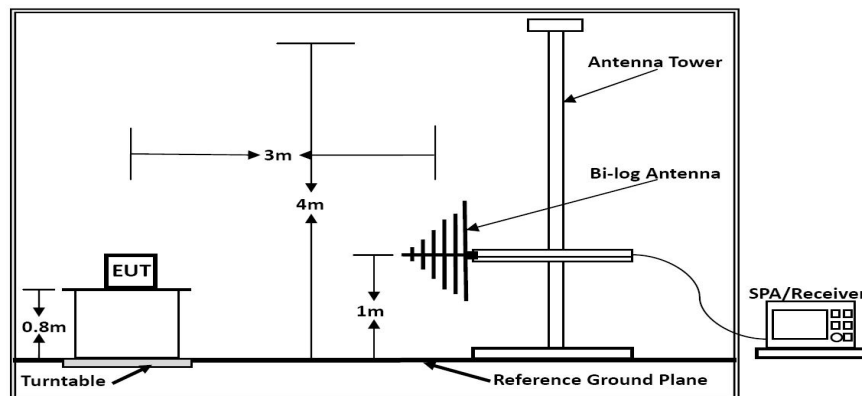 Antenna Tower
3m
Bi-log Antenna
4m
EUT
SPA/Receiver
0.8m
1m
Turntable
Reference Ground Plane